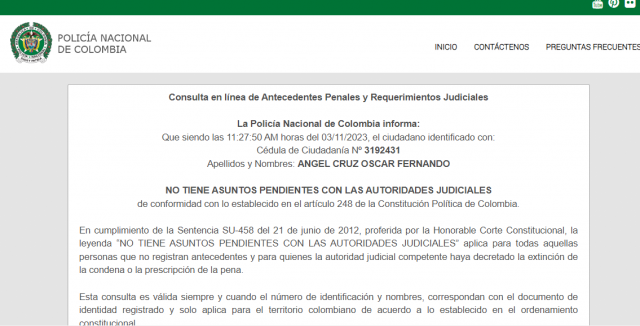 POLICÍA NACIONAL
DE COLOMBIA
INICIO CONTÁCTENOS PREGUNTAS FRECUENTES
Consulta en línea de Antecedentes Penales y Requerimientos Judiciales
La Policía Nacional de Colombia informa:
Que siendo las 11:27:50 AM horas del 03/11/2023, el ciudadano identificado con:
Cédula de Ciudadanía Nº 3192431
Apellidos y Nombres: ANGEL CRUZ OSCAR FERNANDO
NO TIENE ASUNTOS PENDIENTES CON LAS AUTORIDADES JUDICIALES
de conformidad con lo establecido en el artículo 248 de la Constitución Política de Colombia.
En cumplimiento de la Sentencia SU-458 del 21 de junio de 2012, proferida por la Honorable Corte Constitucional, la
leyenda "NO TIENE ASUNTOS PENDIENTES CON LAS AUTORIDADES JUDICIALES" aplica para todas aquellas
personas que no registran antecedentes y para quienes la autoridad judicial competente haya decretado la extinción de
la condena o la prescripción de la pena.
Esta consulta es válida siempre y cuando el número de identificación y nombres, correspondan con el documento de
identidad registrado y solo aplica para el territorio colombiano de acuerdo a lo establecido en el ordenamiento
constitucional